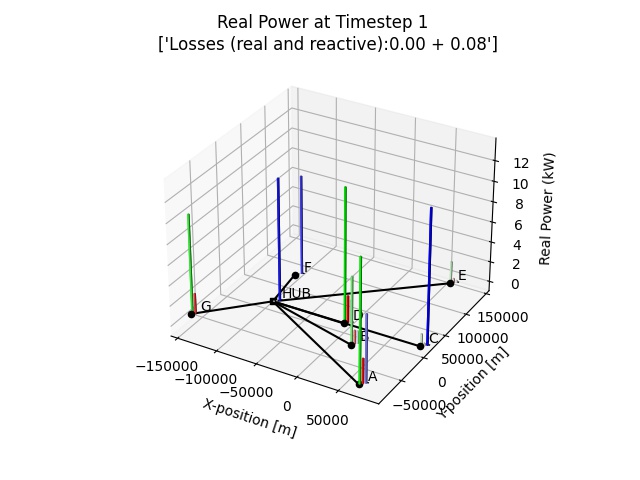 Real Power at Timestep 1
['Losses (real and reactive):0.00 + 0.08']
12
10
8
6
4
2
0
Real Power (kW)
F
E
HUB
G
D
B
C
A
150000
100000
50000
0
−50000
Y-position [m]
−150000
−100000
−50000
0
50000
X-position [m]